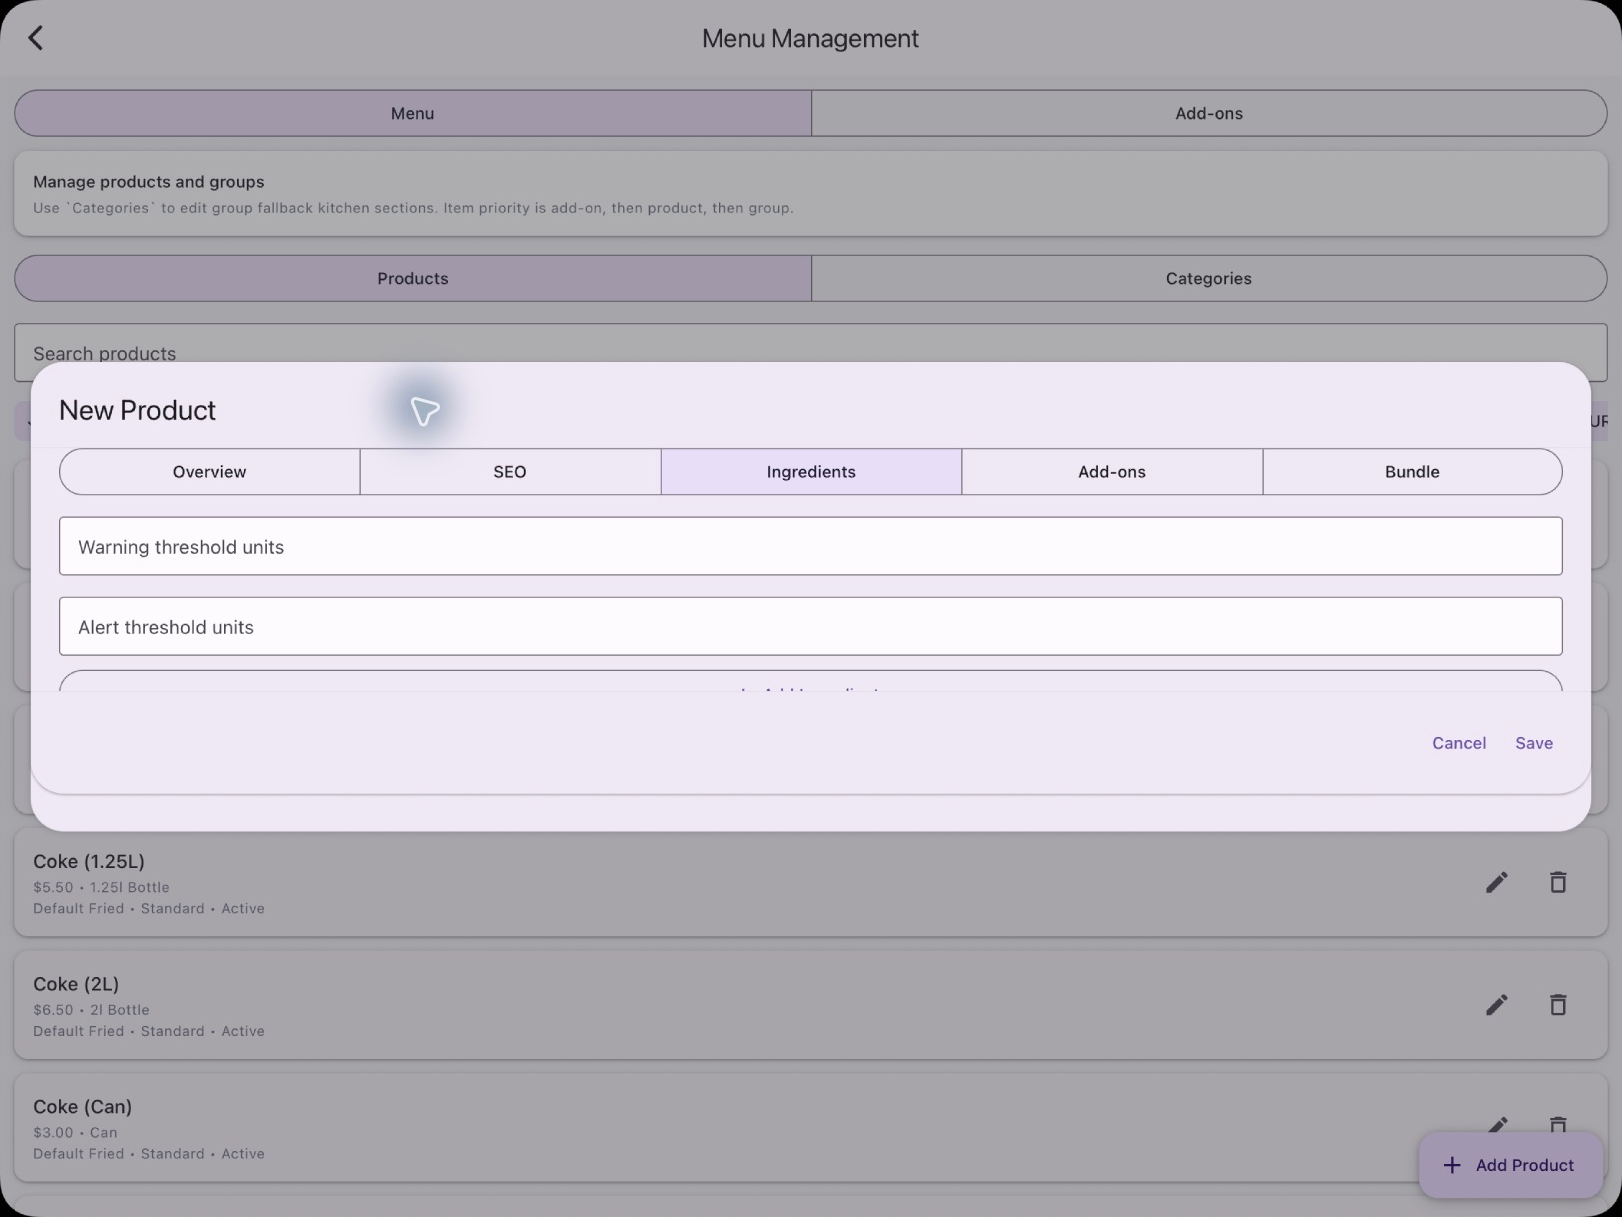 Menu Management
Menu
Add-ons
Manage products and groups
Use `Categories` to edit group fallback kitchen sections. Item priority is add-on, then product, then group.
Products
Categories
Search products
New Product
Overview
SEO
Ingredients
Add-ons
Bundle
Warning threshold units
Alert threshold units
Cancel
Save
Coke (1.25L)
$5.50 • 1.25l Bottle
Default Fried • Standard • Active
Coke (2L)
$6.50 • 2l Bottle
Default Fried • Standard • Active
Coke (Can)
$3.00 • Can
Default Fried • Standard • Active
+ Add Product